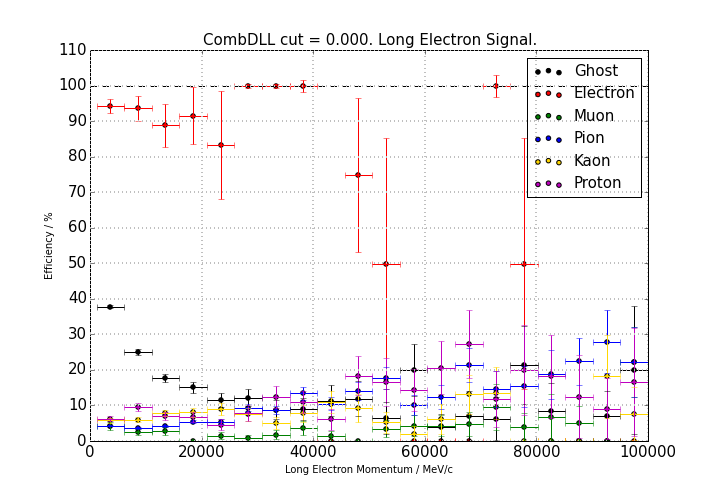 CombDLL cut = 0.000. Long Electron Signal.
110
100
90
80
70
60
50
40
30
20
10
0
Efficiency / %
Ghost
Electron
Muon
Pion
Kaon
Proton
0 20000 40000 60000 80000 100000
Long Electron Momentum / MeV/c